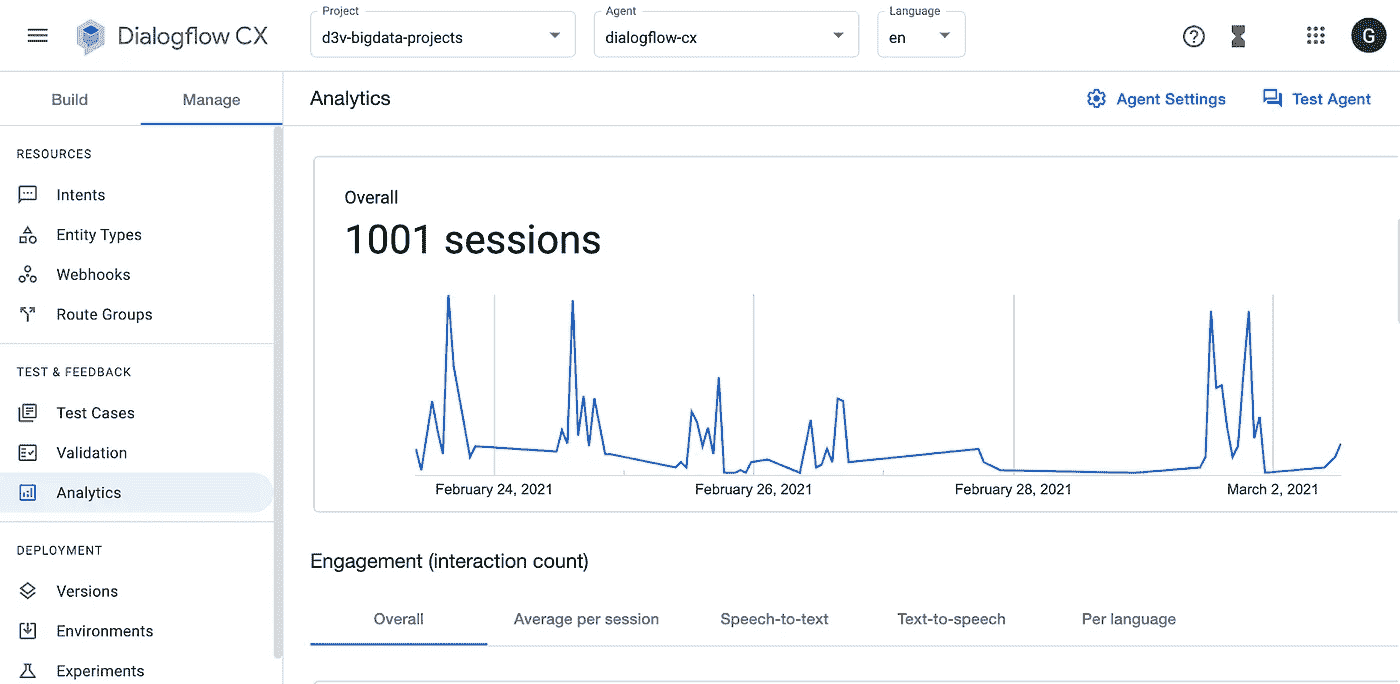 Project
Agent
Language
Dialogflow CX
d3v-bigdata-projects
dialogflow-cx
en
G
Build
Manage
Analytics
Agent Settings
Test Agent
RESOURCES
Intents
Entity Types
Webhooks
Route Groups
TEST & FEEDBACK
Test Cases
Validation
Analytics
DEPLOYMENT
Versions
Environments
Experiments
Overall
1001 sessions
February 24, 2021
February 26, 2021
February 28, 2021
March 2, 2021
Engagement (interaction count)
Overall
Average per session
Speech-to-text
Text-to-speech
Per language